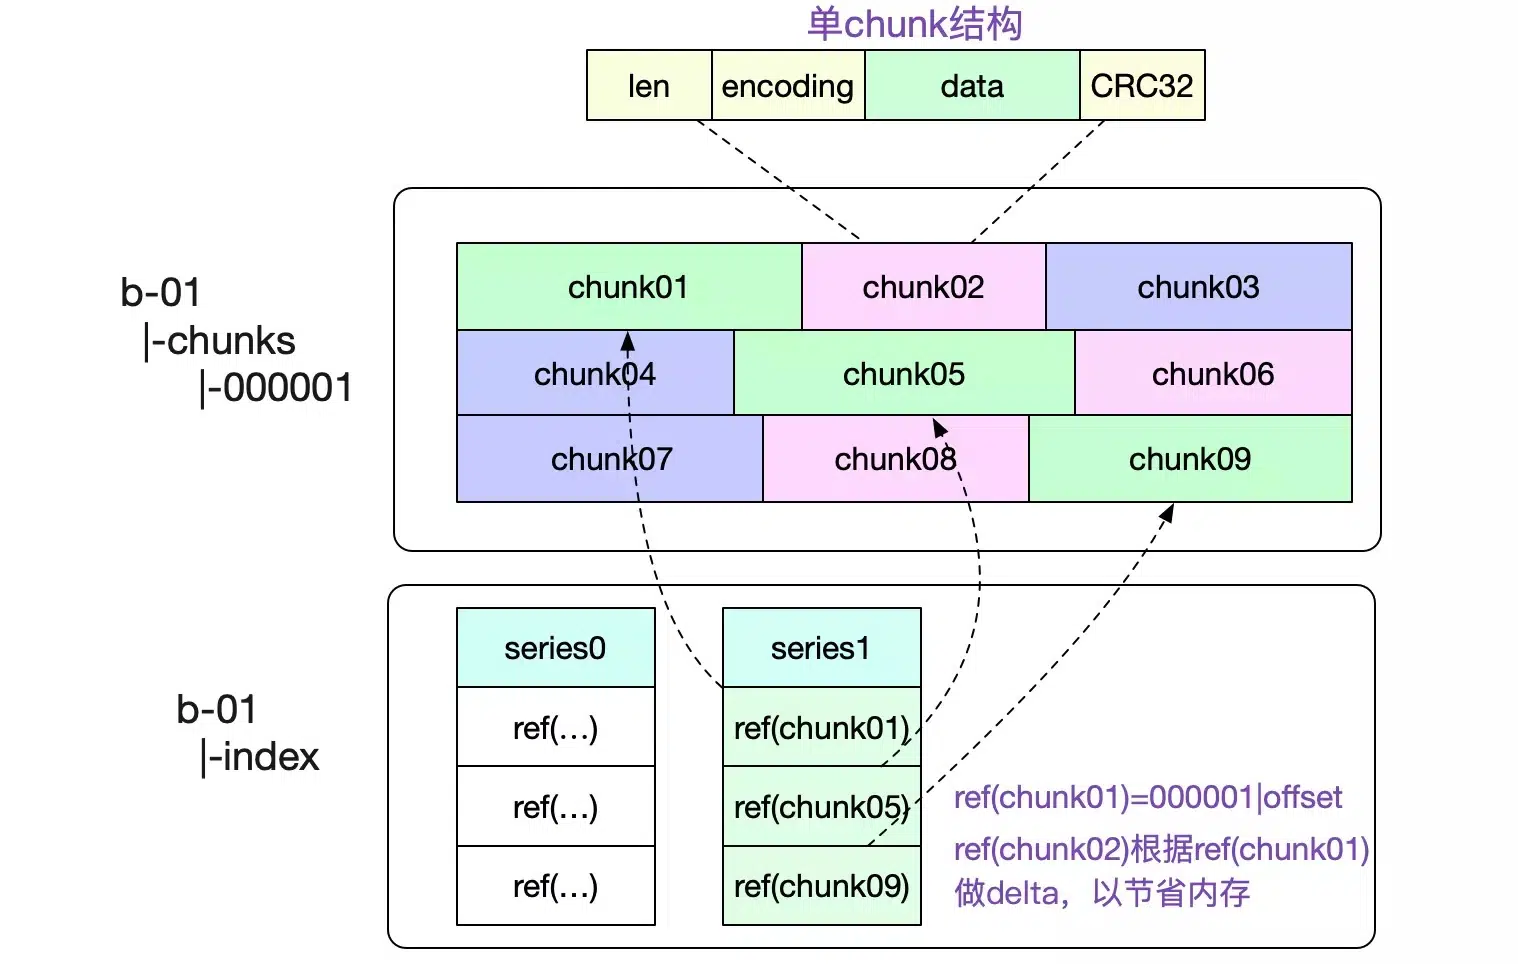 单chunk结构
len encoding data CRC32
b-01
|-chunks
|-000001
chunk01 chunk02 chunk03
chunk04 chunk05 chunk06
chunk07 chunk08 chunk09
b-01
|-index
series0 series1
ref(...) ref(chunk01)
ref(...) ref(chunk05)
ref(...) ref(chunk09)
ref(chunk01)=000001|offset
ref(chunk02)根据ref(chunk01)
做delta，以节省内存